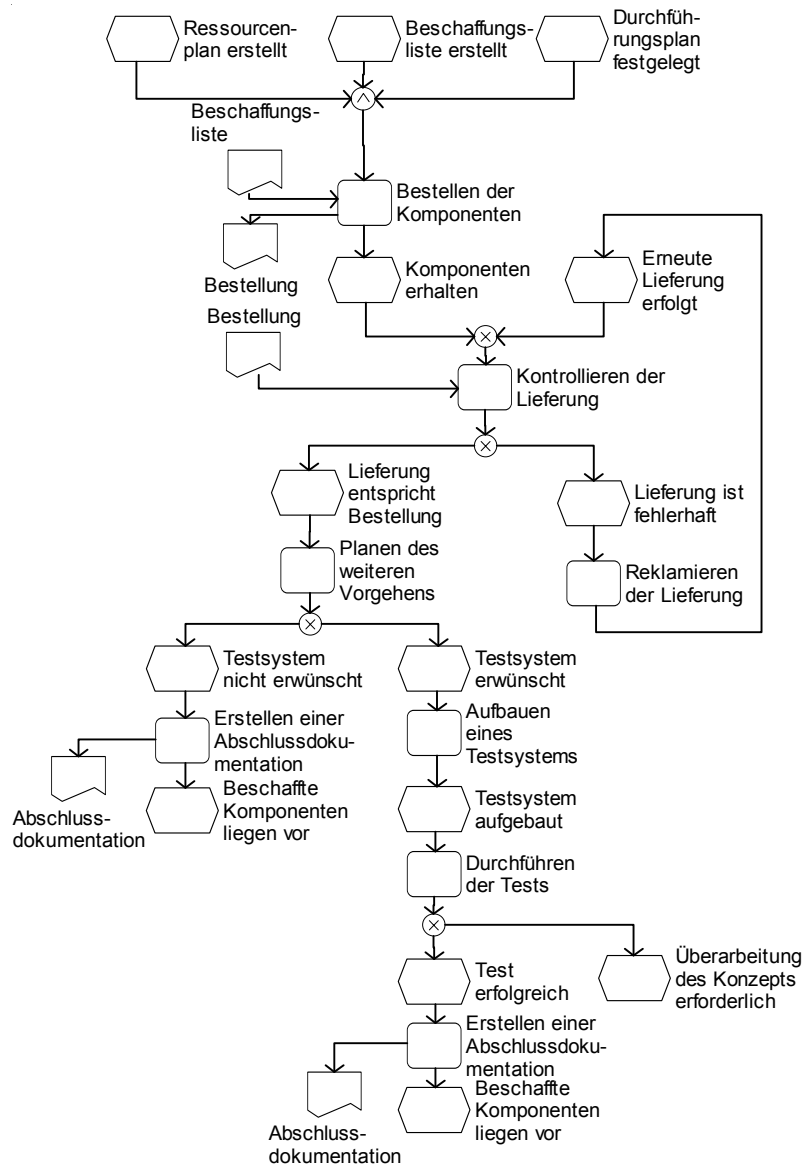 Ressourcen-
plan erstellt
Beschaffungs-
liste erstellt
Durchfüh-
rungsplan
festgelegt
Beschaffungs-
liste
Bestellen der
Komponenten
Bestellung
Komponenten
erhalten
Erneute
Lieferung
erfolgt
Bestellung
Kontrollieren der
Lieferung
Lieferung
entspricht
Bestellung
Lieferung ist
fehlerhaft
Planen des
weiteren
Vorgehens
Reklamieren
der Lieferung
Testsystem
nicht erwünscht
Testsystem
erwünscht
Erstellen einer
Abschlussdoku-
mentation
Aufbauen
eines
Testsystems
Abschluss-
dokumentation
Beschaffte
Komponenten
liegen vor
Testsystem
aufgebaut
Durchführen
der Tests
Test
erfolgreich
Überarbeitung
des Konzepts
erforderlich
Erstellen einer
Abschlussdoku-
mentation
Abschluss-
dokumentation
Beschaffte
Komponenten
liegen vor